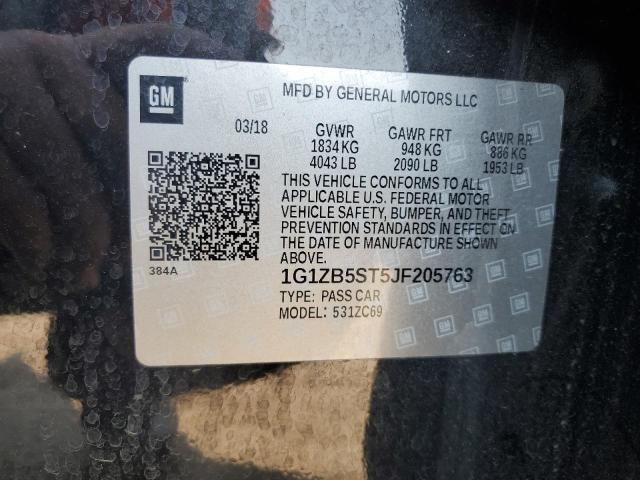 GM
MFD BY GENERAL MOTORS LLC
03/18 GVWR GAWR FRT GAWR RR
1834 KG 948 KG 886 KG
4043 LB 2090 LB 1953 LB
THIS VEHICLE CONFORMS TO ALL
APPLICABLE U.S. FEDERAL MOTOR
VEHICLE SAFETY, BUMPER, AND THEFT
PREVENTION STANDARDS IN EFFECT ON
THE DATE OF MANUFACTURE SHOWN
ABOVE.
384A
1G1ZB5ST5JF205763
TYPE: PASS CAR
MODEL: 531ZC69